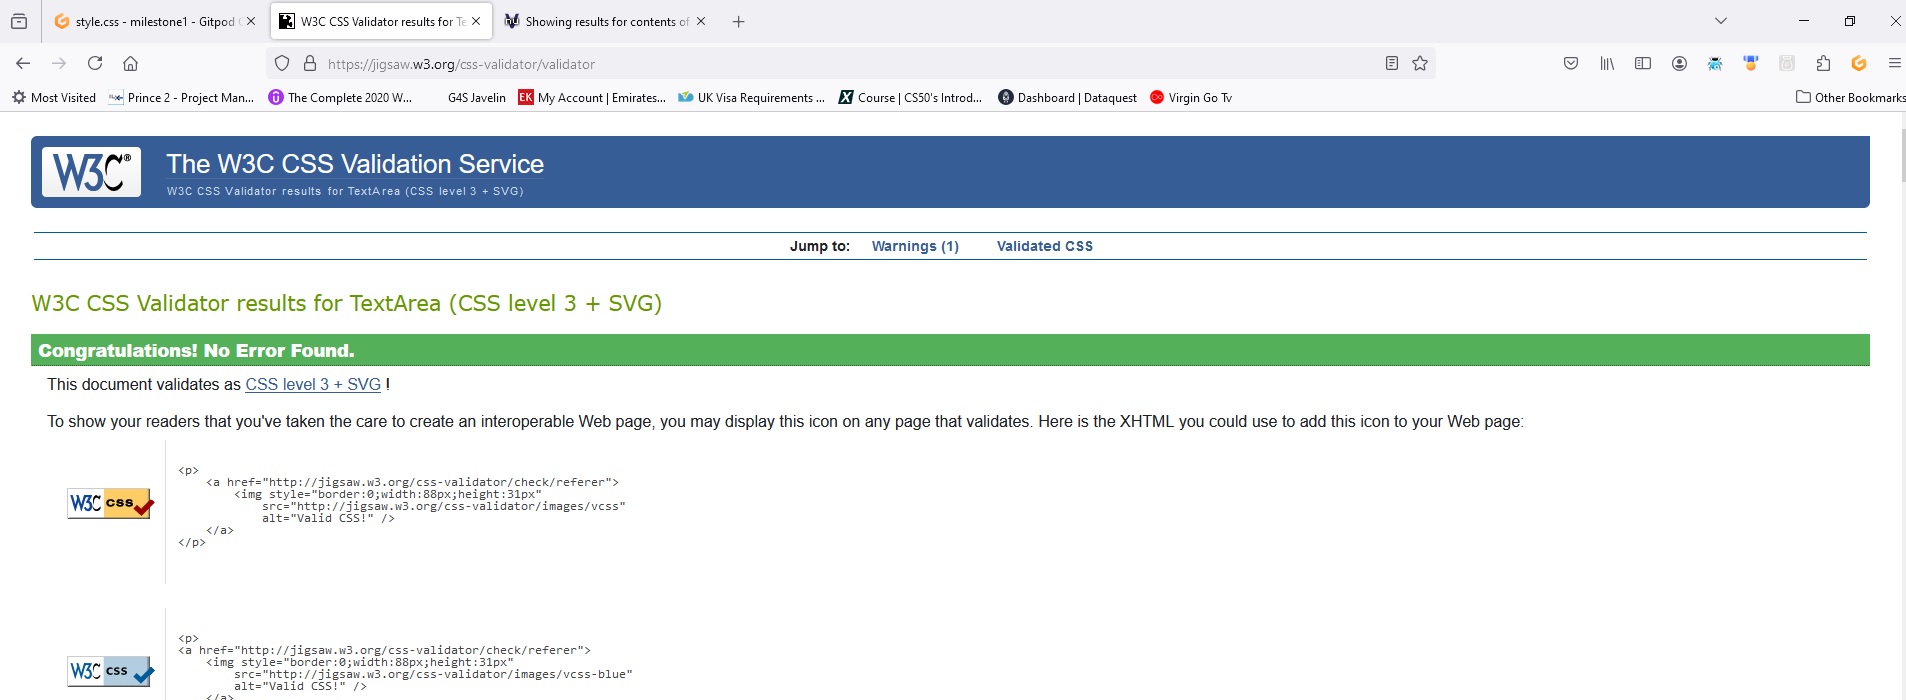 style.css - milestone1 - Gitpod
W3C CSS Validator results for Te
Showing results for contents of
https://jigsaw.w3.org/css-validator/validator
Most Visited
Prince 2 - Project Man...
The Complete 2020 W...
G4S Javelin
EK
My Account | Emirates...
UK Visa Requirements ...
Course | CS50's Introd...
Dashboard | Dataquest
Virgin Go Tv
Other Bookmarks
W3C®
The W3C CSS Validation Service
W3C CSS Validator results for TextArea (CSS level 3 + SVG)
Jump to: Warnings (1) Validated CSS
W3C CSS Validator results for TextArea (CSS level 3 + SVG)
Congratulations! No Error Found.
This document validates as CSS level 3 + SVG !
To show your readers that you've taken the care to create an interoperable Web page, you may display this icon on any page that validates. Here is the XHTML you could use to add this icon to your Web page:
W3C css
<p>
<a href="http://jigsaw.w3.org/css-validator/check/referer">
<img style="border:0;width:88px;height:31px"
src="http://jigsaw.w3.org/css-validator/images/vcss"
alt="Valid CSS!" />
</a>
</p>
W3C css
<p>
<a href="http://jigsaw.w3.org/css-validator/check/referer">
<img style="border:0;width:88px;height:31px"
src="http://jigsaw.w3.org/css-validator/images/vcss-blue"
alt="Valid CSS!" />
</a>